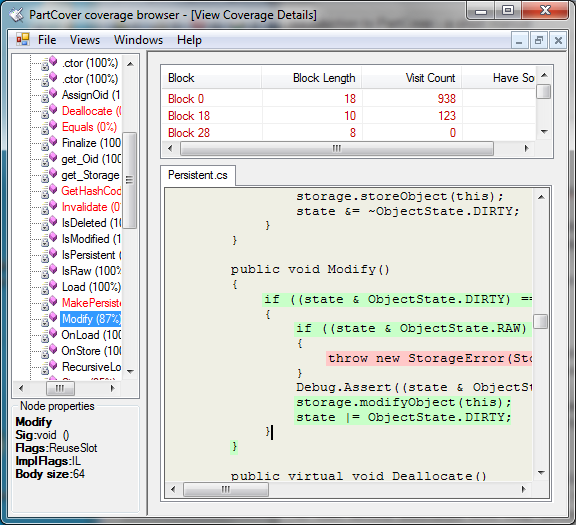 PartCover coverage browser - [View Coverage Details]
File Views Windows Help
.ctor (100%)
.ctor (100%)
AssignOid (1
Deallocate (
Equals (0%)
Finalize (100%)
get_Oid (100%)
get_Storage
GetHashCod
Invalidate (0%
IsDeleted (100
IsModified (100
IsPersistent (
IsRaw (100%)
Load (100%)
MakePersiste
Modify (87%)
OnLoad (100
OnStore (100
RecursiveLo
Node properties
Modify
Sig:void ()
Flags:ReuseSlot
ImplFlags:IL
Body size:64
Block Block Length Visit Count Have So
Block 0 18 938
Block 18 10 123
Block 28 8 0
Persistent.cs
storage.storeObject(this);
state &= ~ObjectState.DIRTY;
}
}
public void Modify()
{
if ((state & ObjectState.DIRTY) ==
{
if ((state & ObjectState.RAW)
{
throw new StorageError(Sto
}
Debug.Assert((state & ObjectSt
storage.modifyObject(this);
state |= ObjectState.DIRTY;
}
}
public virtual void Deallocate()